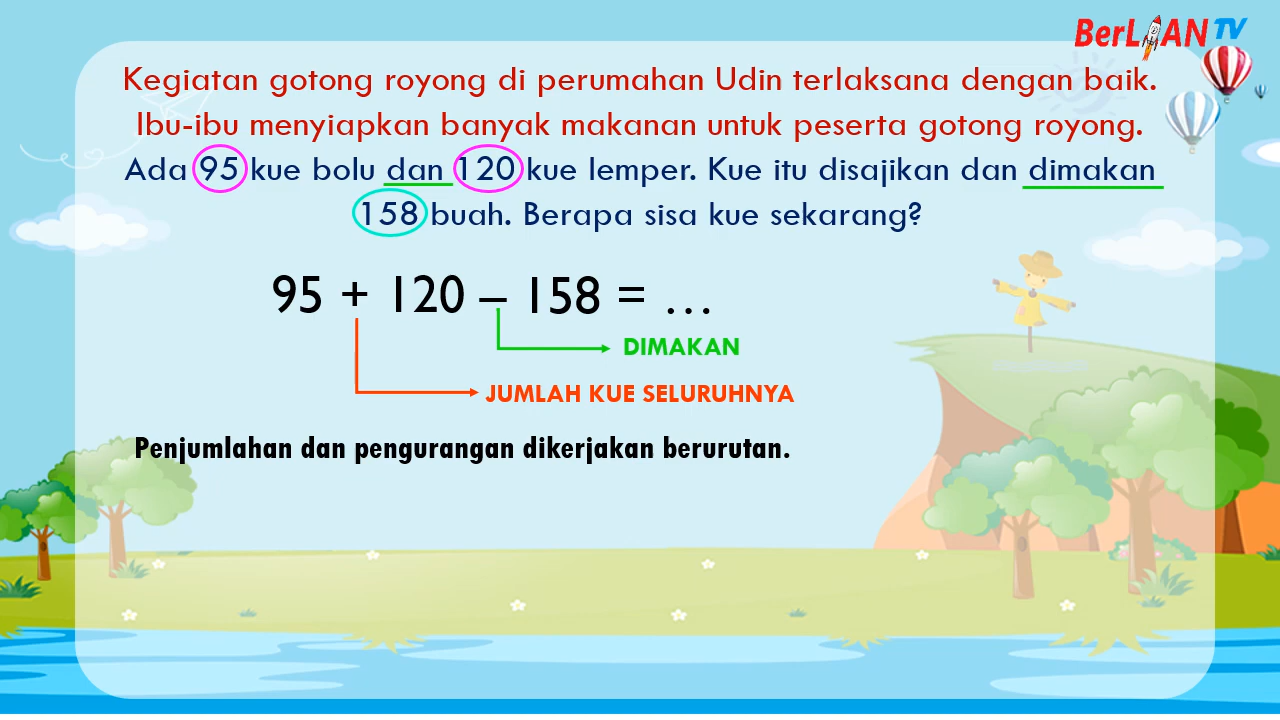 BerLIAN TV
Kegiatan gotong royong di perumahan Udin terlaksana dengan baik.
Ibu-ibu menyiapkan banyak makanan untuk peserta gotong royong.
Ada 95 kue bolu dan 120 kue lemper. Kue itu disajikan dan dimakan
158 buah. Berapa sisa kue sekarang?
95 + 120 – 158 = ...
DIMAKAN
JUMLAH KUE SELURUHNYA
Penjumlahan dan pengurangan dikerjakan berurutan.